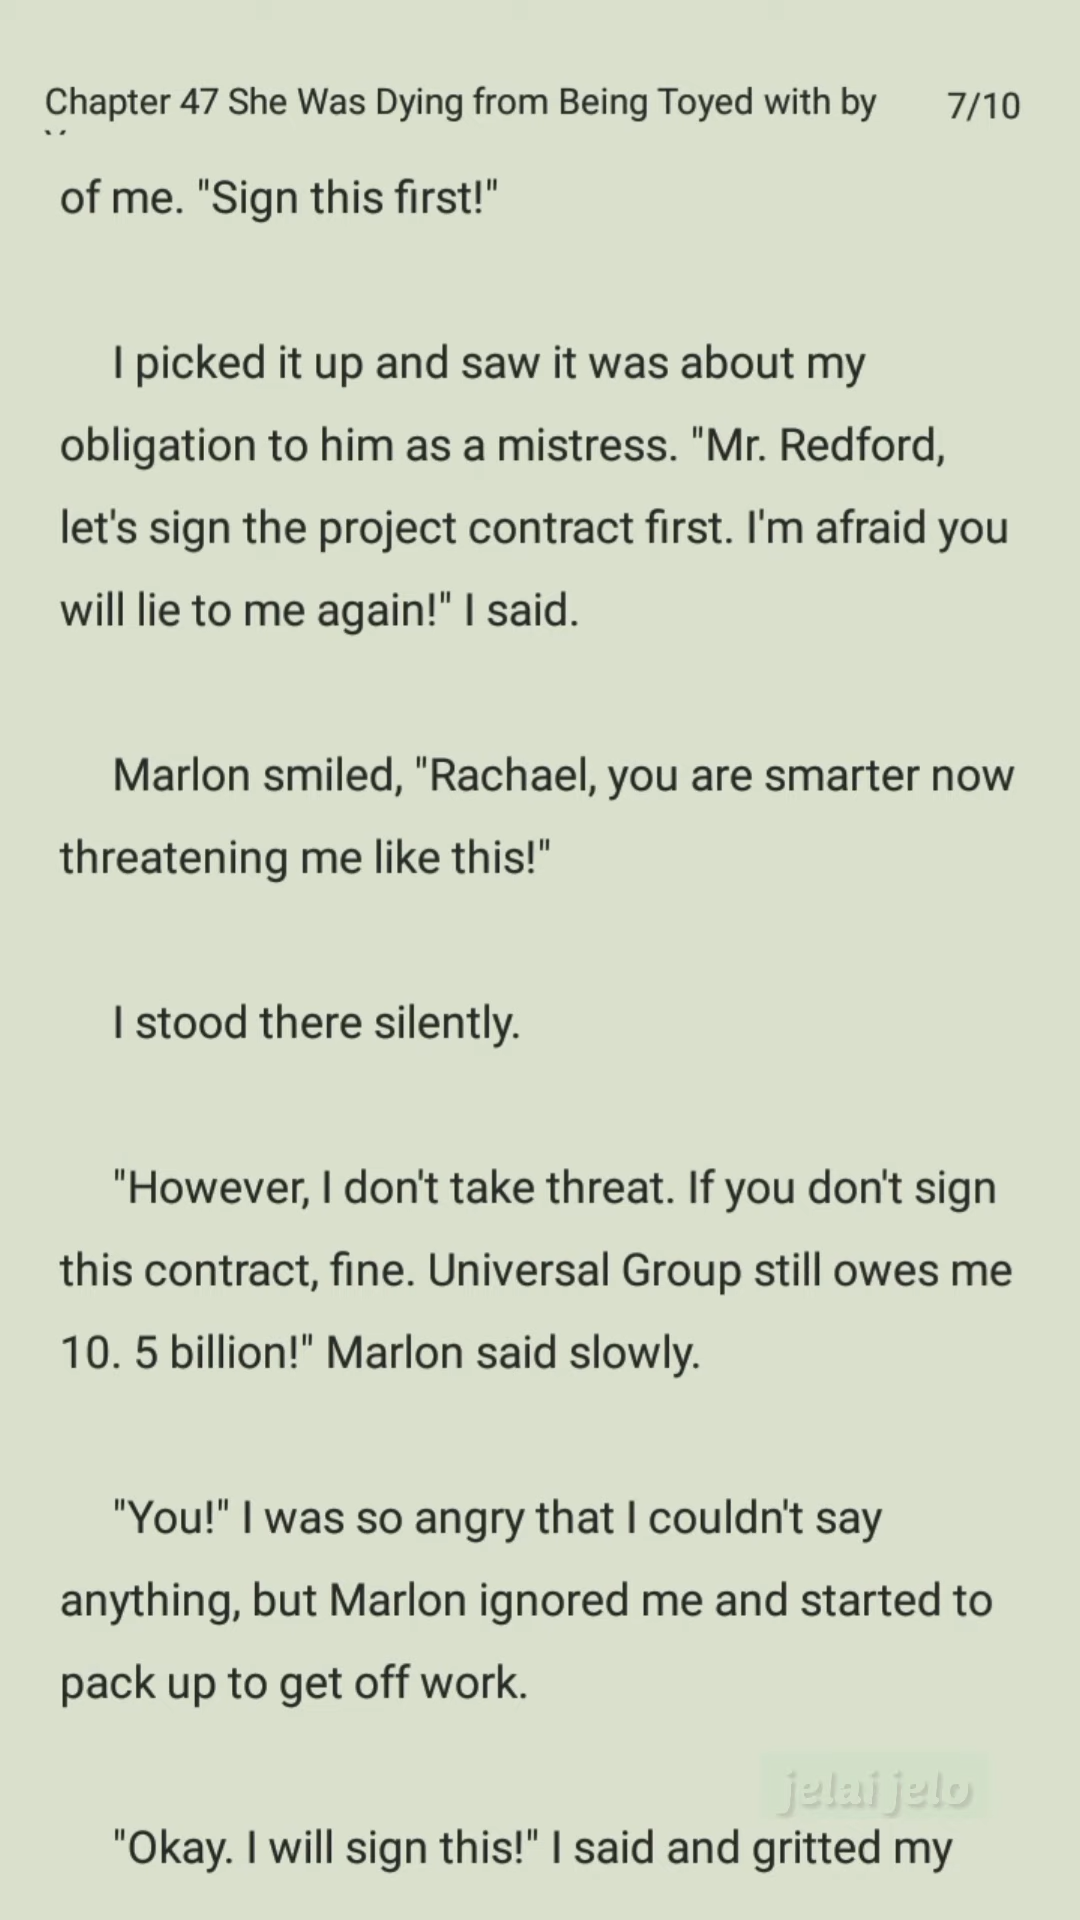 Chapter 47 She Was Dying from Being Toyed with by
7/10
of me. "Sign this first!"
I picked it up and saw it was about my
obligation to him as a mistress. "Mr. Redford,
let's sign the project contract first. I'm afraid you
will lie to me again!" I said.
Marlon smiled, "Rachael, you are smarter now
threatening me like this!"
I stood there silently.
"However, I don't take threat. If you don't sign
this contract, fine. Universal Group still owes me
10. 5 billion!" Marlon said slowly.
"You!" I was so angry that I couldn't say
anything, but Marlon ignored me and started to
pack up to get off work.
jelai jelo
"Okay. I will sign this!" I said and gritted my